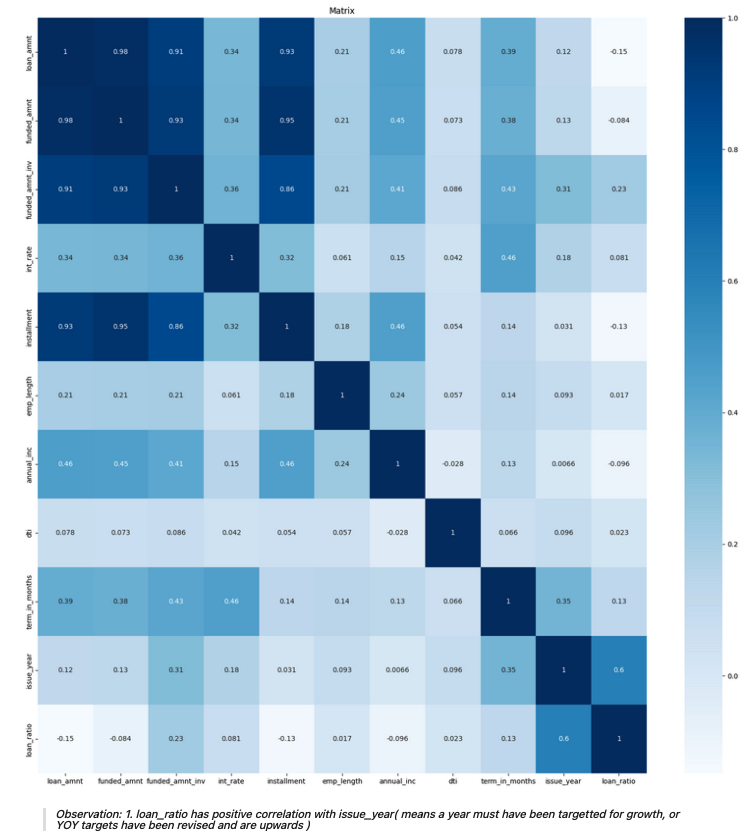 Matrix
loan_amnt 1 0.98 0.91 0.34 0.93 0.21 0.46 0.078 0.39 0.12 -0.15
funded_amnt 0.98 1 0.93 0.34 0.95 0.21 0.45 0.073 0.38 0.13 -0.084
funded_amnt_inv 0.91 0.93 1 0.36 0.86 0.21 0.41 0.086 0.43 0.31 0.23
int_rate 0.34 0.34 0.36 1 0.32 0.061 0.15 0.042 0.46 0.18 0.081
installment 0.93 0.95 0.86 0.32 1 0.18 0.46 0.054 0.14 0.031 -0.13
emp_length 0.21 0.21 0.21 0.061 0.18 1 0.24 0.057 0.14 0.093 0.017
annual_inc 0.46 0.45 0.41 0.15 0.46 0.24 1 -0.028 0.13 0.0066 -0.096
dti 0.078 0.073 0.086 0.042 0.054 0.057 -0.028 1 0.066 0.096 0.023
term_in_months 0.39 0.38 0.43 0.46 0.14 0.14 0.13 0.066 1 0.35 0.13
issue_year 0.12 0.13 0.31 0.18 0.031 0.093 0.0066 0.096 0.35 1 0.6
loan_ratio -0.15 -0.084 0.23 0.081 -0.13 0.017 -0.096 0.023 0.13 0.6 1
loan_amnt funded_amnt funded_amnt_inv int_rate installment emp_length annual_inc dti term_in_months issue_year loan_ratio
1.0
0.8
0.6
0.4
0.2
0.0
Observation: 1. loan_ratio has positive correlation with issue_year( means a year must have been targetted for growth, or
YOY targets have been revised and are upwards )